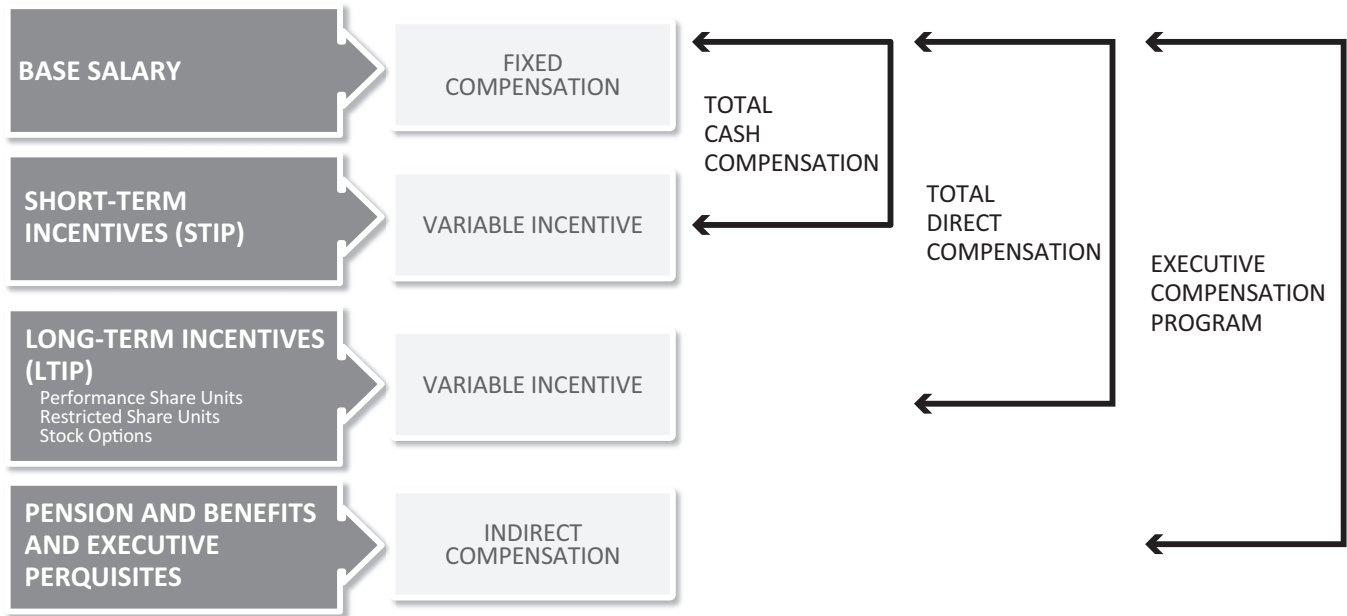 BASE SALARY
FIXED
COMPENSATION
SHORT-TERM
INCENTIVES (STIP)
VARIABLE INCENTIVE
LONG-TERM INCENTIVES
(LTIP)
Performance Share Units
Restricted Share Units
Stock Options
VARIABLE INCENTIVE
PENSION AND BENEFITS
AND EXECUTIVE
PERQUISITES
INDIRECT
COMPENSATION
TOTAL
CASH
COMPENSATION
TOTAL
DIRECT
COMPENSATION
EXECUTIVE
COMPENSATION
PROGRAM